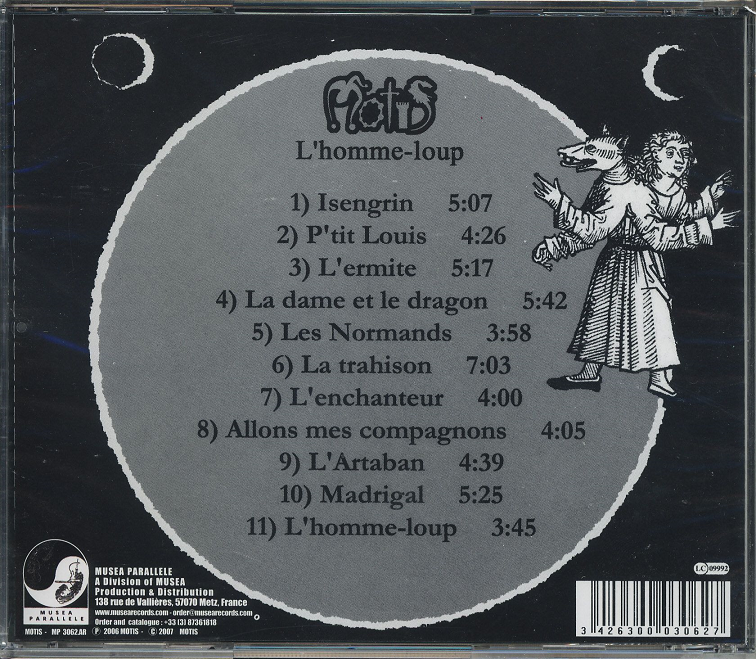 MotiS
L'homme-loup
1) Isengrin 5:07
2) P'tit Louis 4:26
3) L'ermite 5:17
4) La dame et le dragon 5:42
5) Les Normands 3:58
6) La trahison 7:03
7) L'enchanteur 4:00
8) Allons mes compagnons 4:05
9) L'Artaban 4:39
10) Madrigal 5:25
11) L'homme-loup 3:45
MUSEA PARALLELE
A Division of MUSEA
Production & Distribution
138 rue de Vallières, 57070 Metz, France
www.musearecords.com - order@musearecords.com
Order and catalogue : +33 (3) 87361818
MUSEA
PARALLELE
MOTIS - MP 3062.AR Ⓟ 2006 MOTIS - © 2007 MOTIS
LC 09992
3 426300 030627